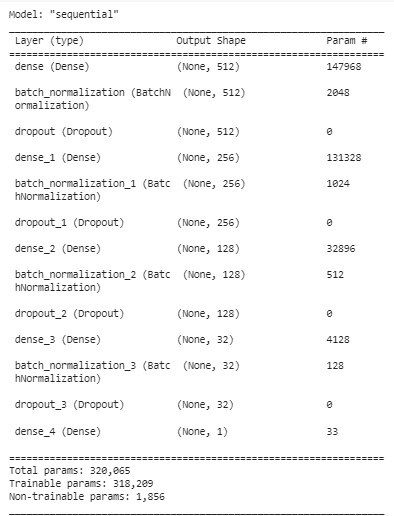 Model: "sequential"
Layer (type) Output Shape Param #
dense (Dense) (None, 512) 147968
batch_normalization (BatchN (None, 512) 2048
ormalization)
dropout (Dropout) (None, 512) 0
dense_1 (Dense) (None, 256) 131328
batch_normalization_1 (Batc (None, 256) 1024
hNormalization)
dropout_1 (Dropout) (None, 256) 0
dense_2 (Dense) (None, 128) 32896
batch_normalization_2 (Batc (None, 128) 512
hNormalization)
dropout_2 (Dropout) (None, 128) 0
dense_3 (Dense) (None, 32) 4128
batch_normalization_3 (Batc (None, 32) 128
hNormalization)
dropout_3 (Dropout) (None, 32) 0
dense_4 (Dense) (None, 1) 33
Total params: 320,065
Trainable params: 318,209
Non-trainable params: 1,856